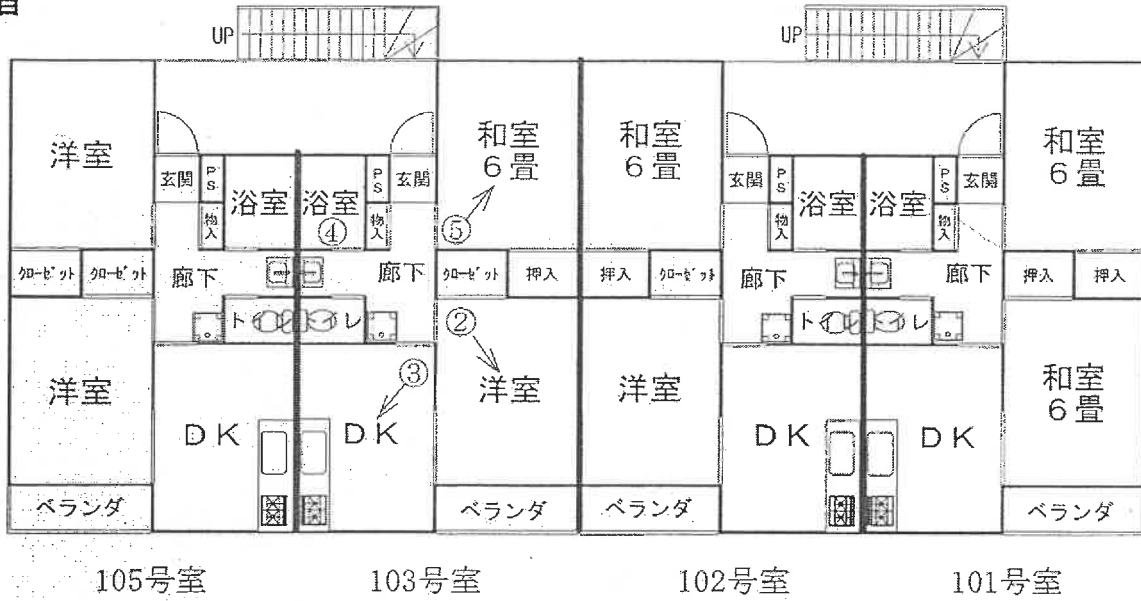 UP
UP
洋室
和室
6畳
和室
6畳
和室
6畳
玄関
PS
浴室
浴室
④
PS
玄関
⑤
玄関
PS
浴室
浴室
PS
玄関
物入
物入
物入
物入
クローゼット
クローゼット
廊下
廊下
クローゼット
押入
押入
クローゼット
廊下
廊下
押入
押入
トイ
レ
②
トイ
レ
洋室
③
洋室
洋室
和室
6畳
DK
DK
DK
DK
ベランダ
ベランダ
ベランダ
ベランダ
105号室
103号室
102号室
101号室